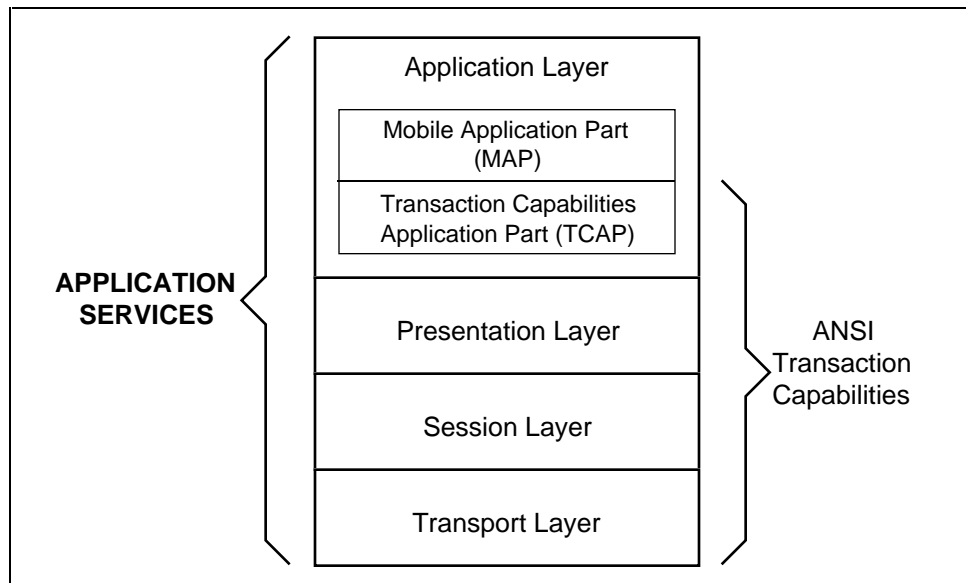 Application Layer
Mobile Application Part
(MAP)
Transaction Capabilities
Application Part (TCAP)
APPLICATION
SERVICES
Presentation Layer
ANSI
Transaction
Capabilities
Session Layer
Transport Layer